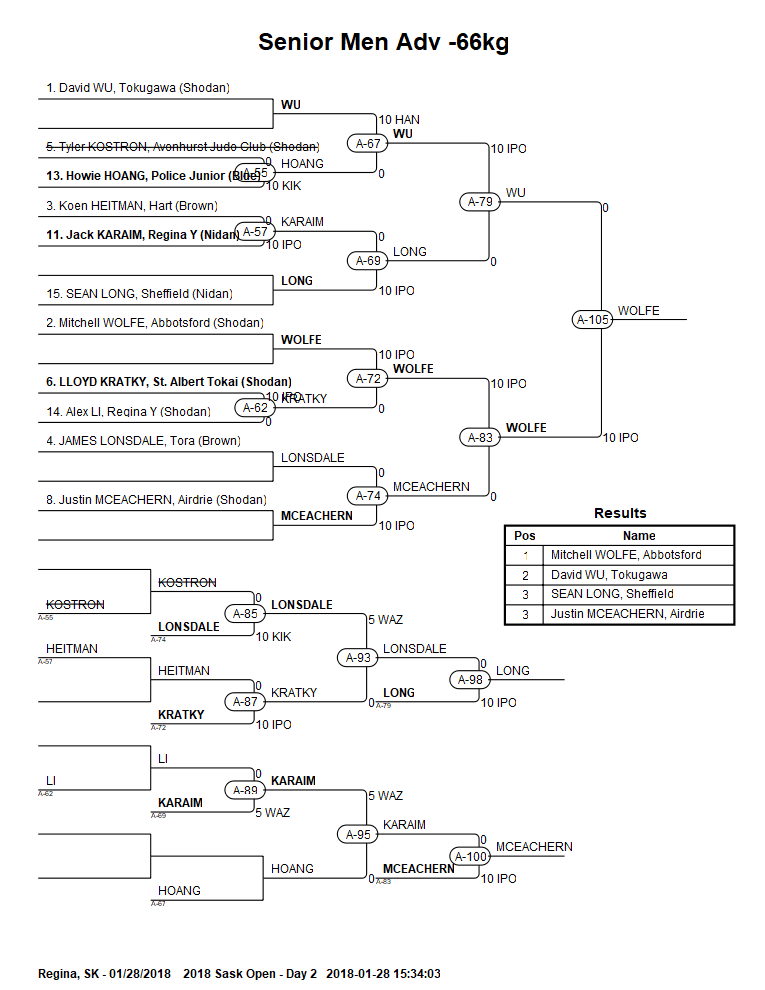 Senior Men Adv -66kg
1. David WU, Tokugawa (Shodan)
WU
10 HAN
A-67
WU
5. Tyler KOSTRON, Avonhurst Judo Club (Shodan)
0
HOANG
A-55
13. Howie HOANG, Police Junior (Blue)
10 KIK
0
10 IPO
A-79
WU
0
3. Koen HEITMAN, Hart (Brown)
0
KARAIM
A-57
11. Jack KARAIM, Regina Y (Nidan)
10 IPO
0
A-69
LONG
0
LONG
15. SEAN LONG, Sheffield (Nidan)
10 IPO
A-105
WOLFE
2. Mitchell WOLFE, Abbotsford (Shodan)
WOLFE
10 IPO
A-72
WOLFE
6. LLOYD KRATKY, St. Albert Tokai (Shodan)
10 IPO
KRATKY
A-62
14. Alex LI, Regina Y (Shodan)
0
0
10 IPO
A-83
WOLFE
10 IPO
4. JAMES LONSDALE, Tora (Brown)
LONSDALE
0
A-74
MCEACHERN
0
8. Justin MCEACHERN, Airdrie (Shodan)
MCEACHERN
10 IPO
Results
Pos Name
1 Mitchell WOLFE, Abbotsford
2 David WU, Tokugawa
3 SEAN LONG, Sheffield
3 Justin MCEACHERN, Airdrie
KOSTRON
KOSTRON
A-55
0
A-85
LONSDALE
LONSDALE
A-74
10 KIK
5 WAZ
A-93
LONSDALE
HEITMAN
A-57
HEITMAN
0
A-87
KRATKY
KRATKY
A-72
10 IPO
0
0
A-98
LONG
LONG
A-79
10 IPO
LI
LI
A-62
0
A-89
KARAIM
KARAIM
A-69
5 WAZ
5 WAZ
A-95
KARAIM
0
A-100
MCEACHERN
MCEACHERN
A-83
10 IPO
HOANG
0
HOANG
A-67
Regina, SK - 01/28/2018 2018 Sask Open - Day 2 2018-01-28 15:34:03